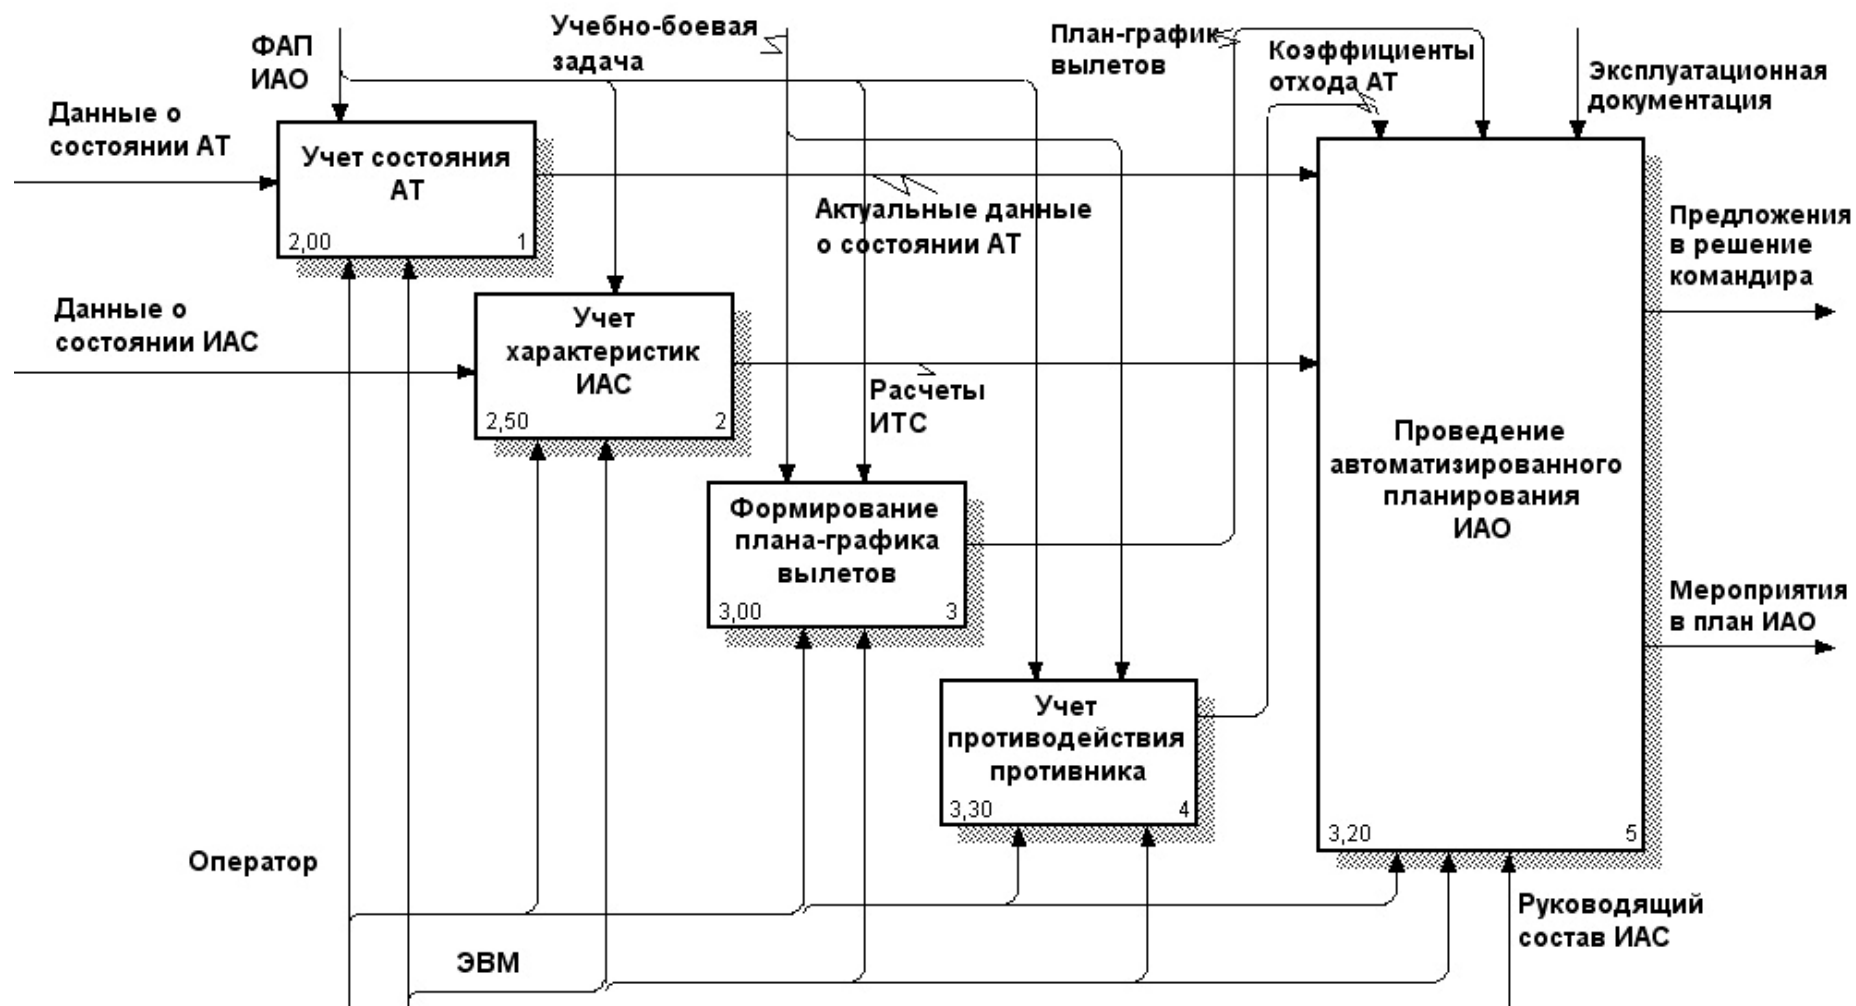 ФАП
ИАО
Учебно-боевая
задача
План-график
вылетов
Коэффициенты
отхода АТ
Эксплуатационная
документация
Данные о
состоянии АТ
Учет состояния
АТ
2,00 1
Актуальные данные
о состоянии АТ
Предложения
в решение
командира
Данные о
состоянии ИАС
Учет
характеристик
ИАС
2,50 2
Расчеты
ИТС
Проведение
автоматизированного
планирования
ИАО
3,20 5
Формирование
плана-графика
вылетов
3,00 3
Мероприятия
в план ИАО
Учет
противодействия
противника
3,30 4
Оператор
ЭВМ
Руководящий
состав ИАС